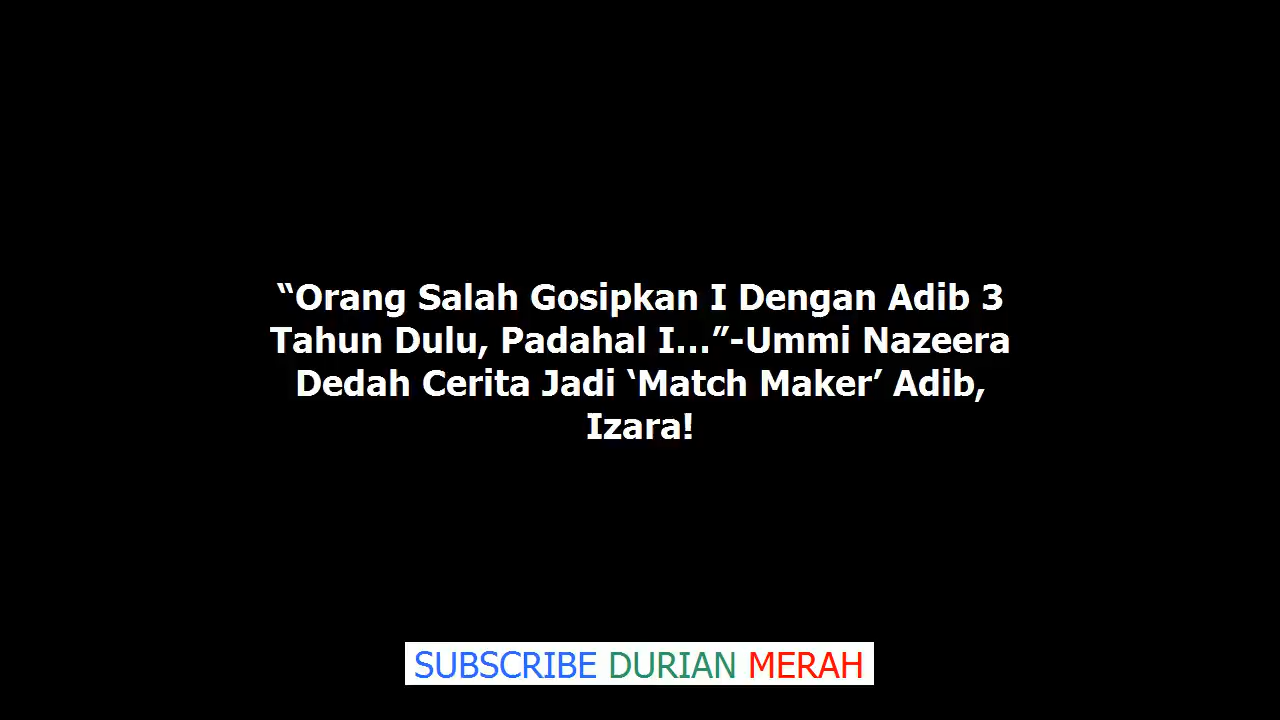 “Orang Salah Gosipkan I Dengan Adib 3
Tahun Dulu, Padahal I...”-Ummi Nazeera
Dedah Cerita Jadi ‘Match Maker’ Adib,
Izara!
SUBSCRIBE DURIAN MERAH